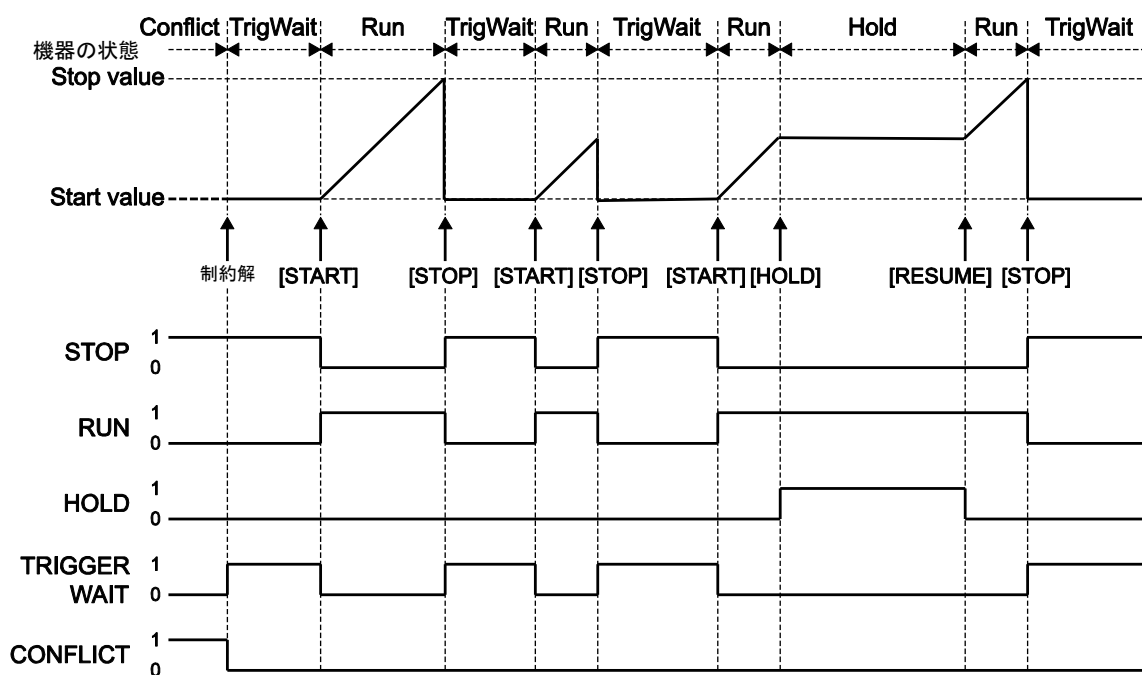 Conflict TrigWait Run TrigWait Run TrigWait Run Hold Run TrigWait
機器の状態
Stop value
Start value
制約解 [START] [STOP] [START] [STOP] [START] [HOLD] [RESUME] [STOP]
STOP 1
0
RUN 1
0
HOLD 1
0
TRIGGER WAIT 1
0
CONFLICT 1
0